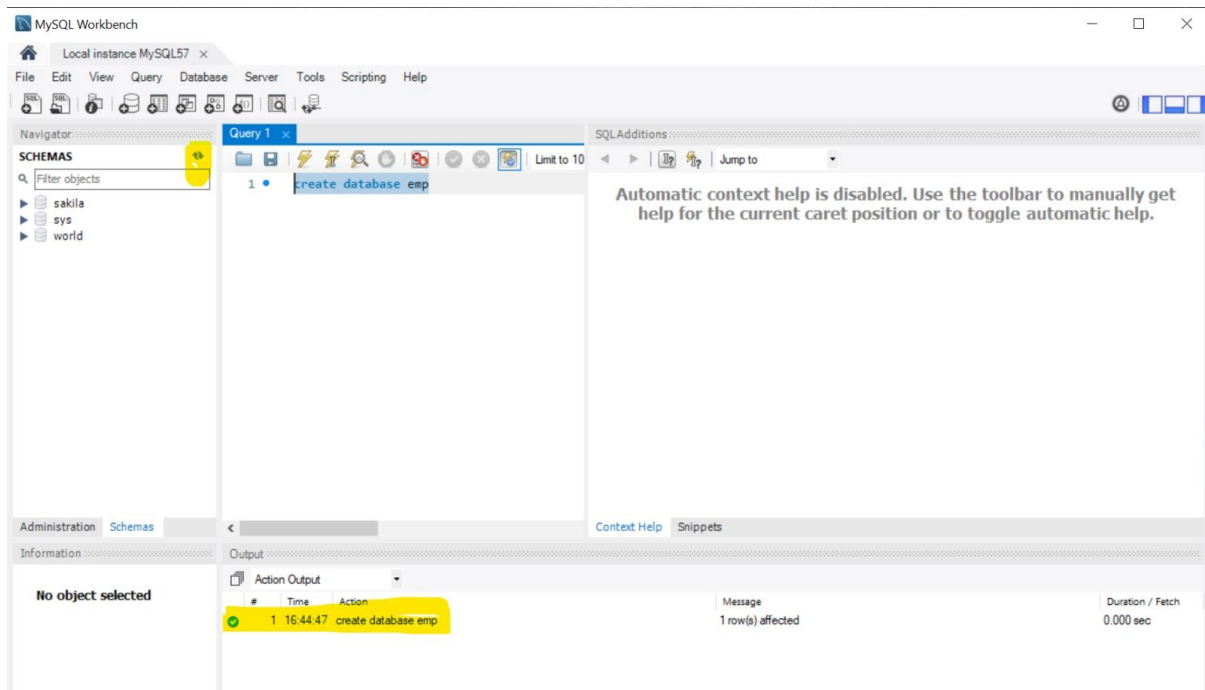 MySQL Workbench
Local instance MySQL57
File Edit View Query Database Server Tools Scripting Help
Navigator
SCHEMAS
Filter objects
sakila
sys
world
Administration Schemas
Information
No object selected
Query 1
Limit to 10
1 create database emp
SQLAdditions
Jump to
Automatic context help is disabled. Use the toolbar to manually get
help for the current caret position or to toggle automatic help.
Context Help Snippets
Output
Action Output
# Time Action Message Duration / Fetch
1 16:44:47 create database emp 1 row(s) affected 0.000 sec